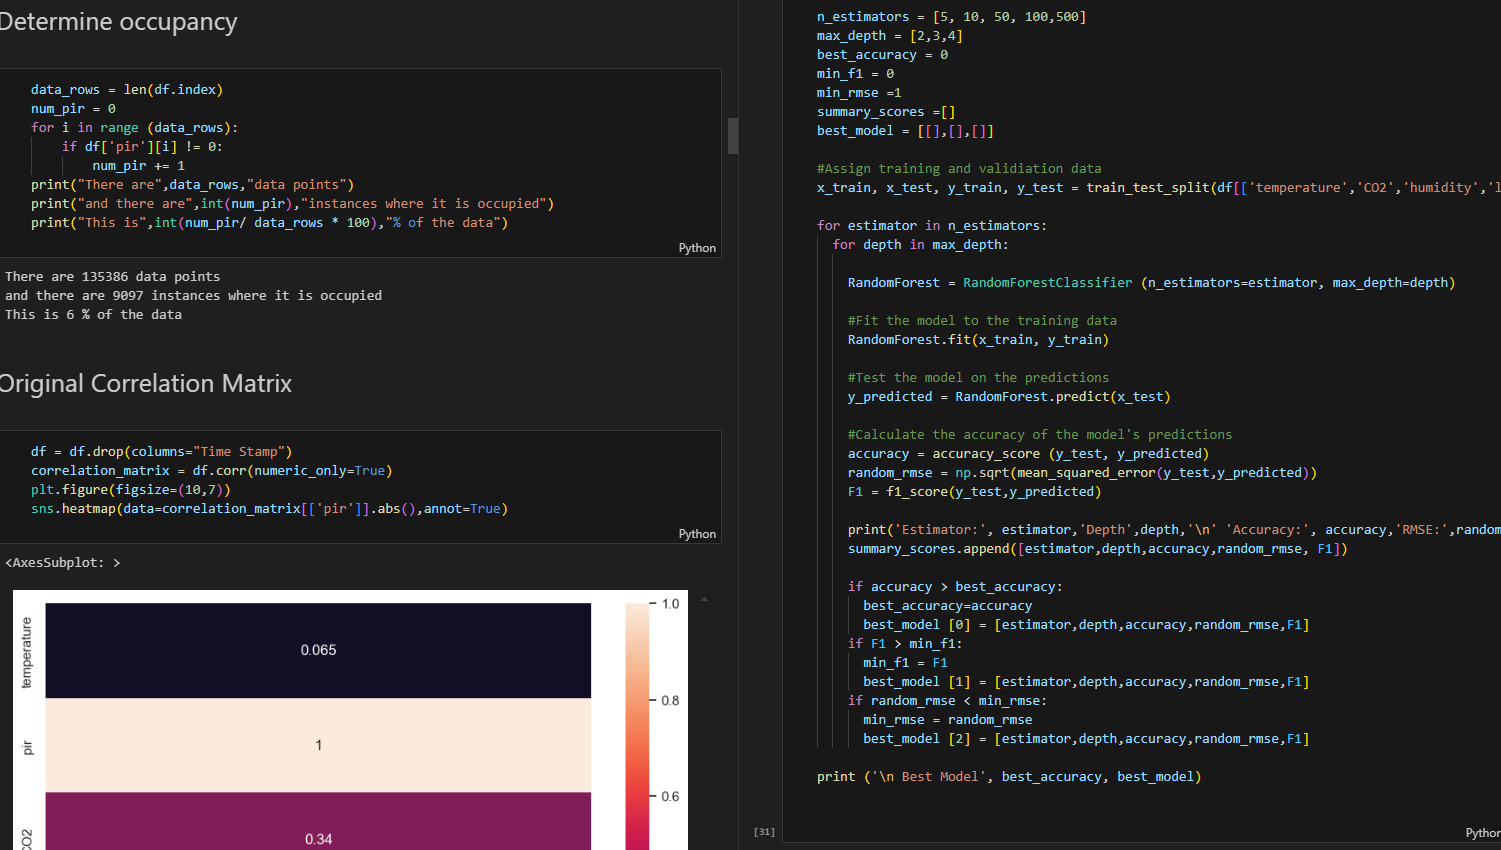 Determine occupancy
data_rows = len(df.index)
num_pir = 0
for i in range (data_rows):
if df['pir'][i] != 0:
num_pir += 1
print("There are",data_rows,"data points")
print("and there are",int(num_pir),"instances where it is occupied")
print("This is",int(num_pir/ data_rows * 100),"% of the data")
Python
There are 135386 data points
and there are 9097 instances where it is occupied
This is 6 % of the data
Original Correlation Matrix
df = df.drop(columns="Time Stamp")
correlation_matrix = df.corr(numeric_only=True)
plt.figure(figsize=(10,7))
sns.heatmap(data=correlation_matrix[['pir']].abs(),annot=True)
Python
<AxesSubplot: >
temperature
0.065
pir
1
CO2
0.34
1.0
0.8
0.6
n_estimators = [5, 10, 50, 100,500]
max_depth = [2,3,4]
best_accuracy = 0
min_f1 = 0
min_rmse =1
summary_scores =[]
best_model = [[],[],[]]
#Assign training and validiation data
x_train, x_test, y_train, y_test = train_test_split(df[['temperature','CO2','humidity','l
for estimator in n_estimators:
for depth in max_depth:
RandomForest = RandomForestClassifier (n_estimators=estimator, max_depth=depth)
#Fit the model to the training data
RandomForest.fit(x_train, y_train)
#Test the model on the predictions
y_predicted = RandomForest.predict(x_test)
#Calculate the accuracy of the model's predictions
accuracy = accuracy_score (y_test, y_predicted)
random_rmse = np.sqrt(mean_squared_error(y_test,y_predicted))
F1 = f1_score(y_test,y_predicted)
print('Estimator:', estimator,'Depth',depth,'\n' 'Accuracy:', accuracy,'RMSE:',random
summary_scores.append([estimator,depth,accuracy,random_rmse, F1])
if accuracy > best_accuracy:
best_accuracy=accuracy
best_model [0] = [estimator,depth,accuracy,random_rmse,F1]
if F1 > min_f1:
min_f1 = F1
best_model [1] = [estimator,depth,accuracy,random_rmse,F1]
if random_rmse < min_rmse:
min_rmse = random_rmse
best_model [2] = [estimator,depth,accuracy,random_rmse,F1]
print ('\n Best Model', best_accuracy, best_model)
[31]
Python